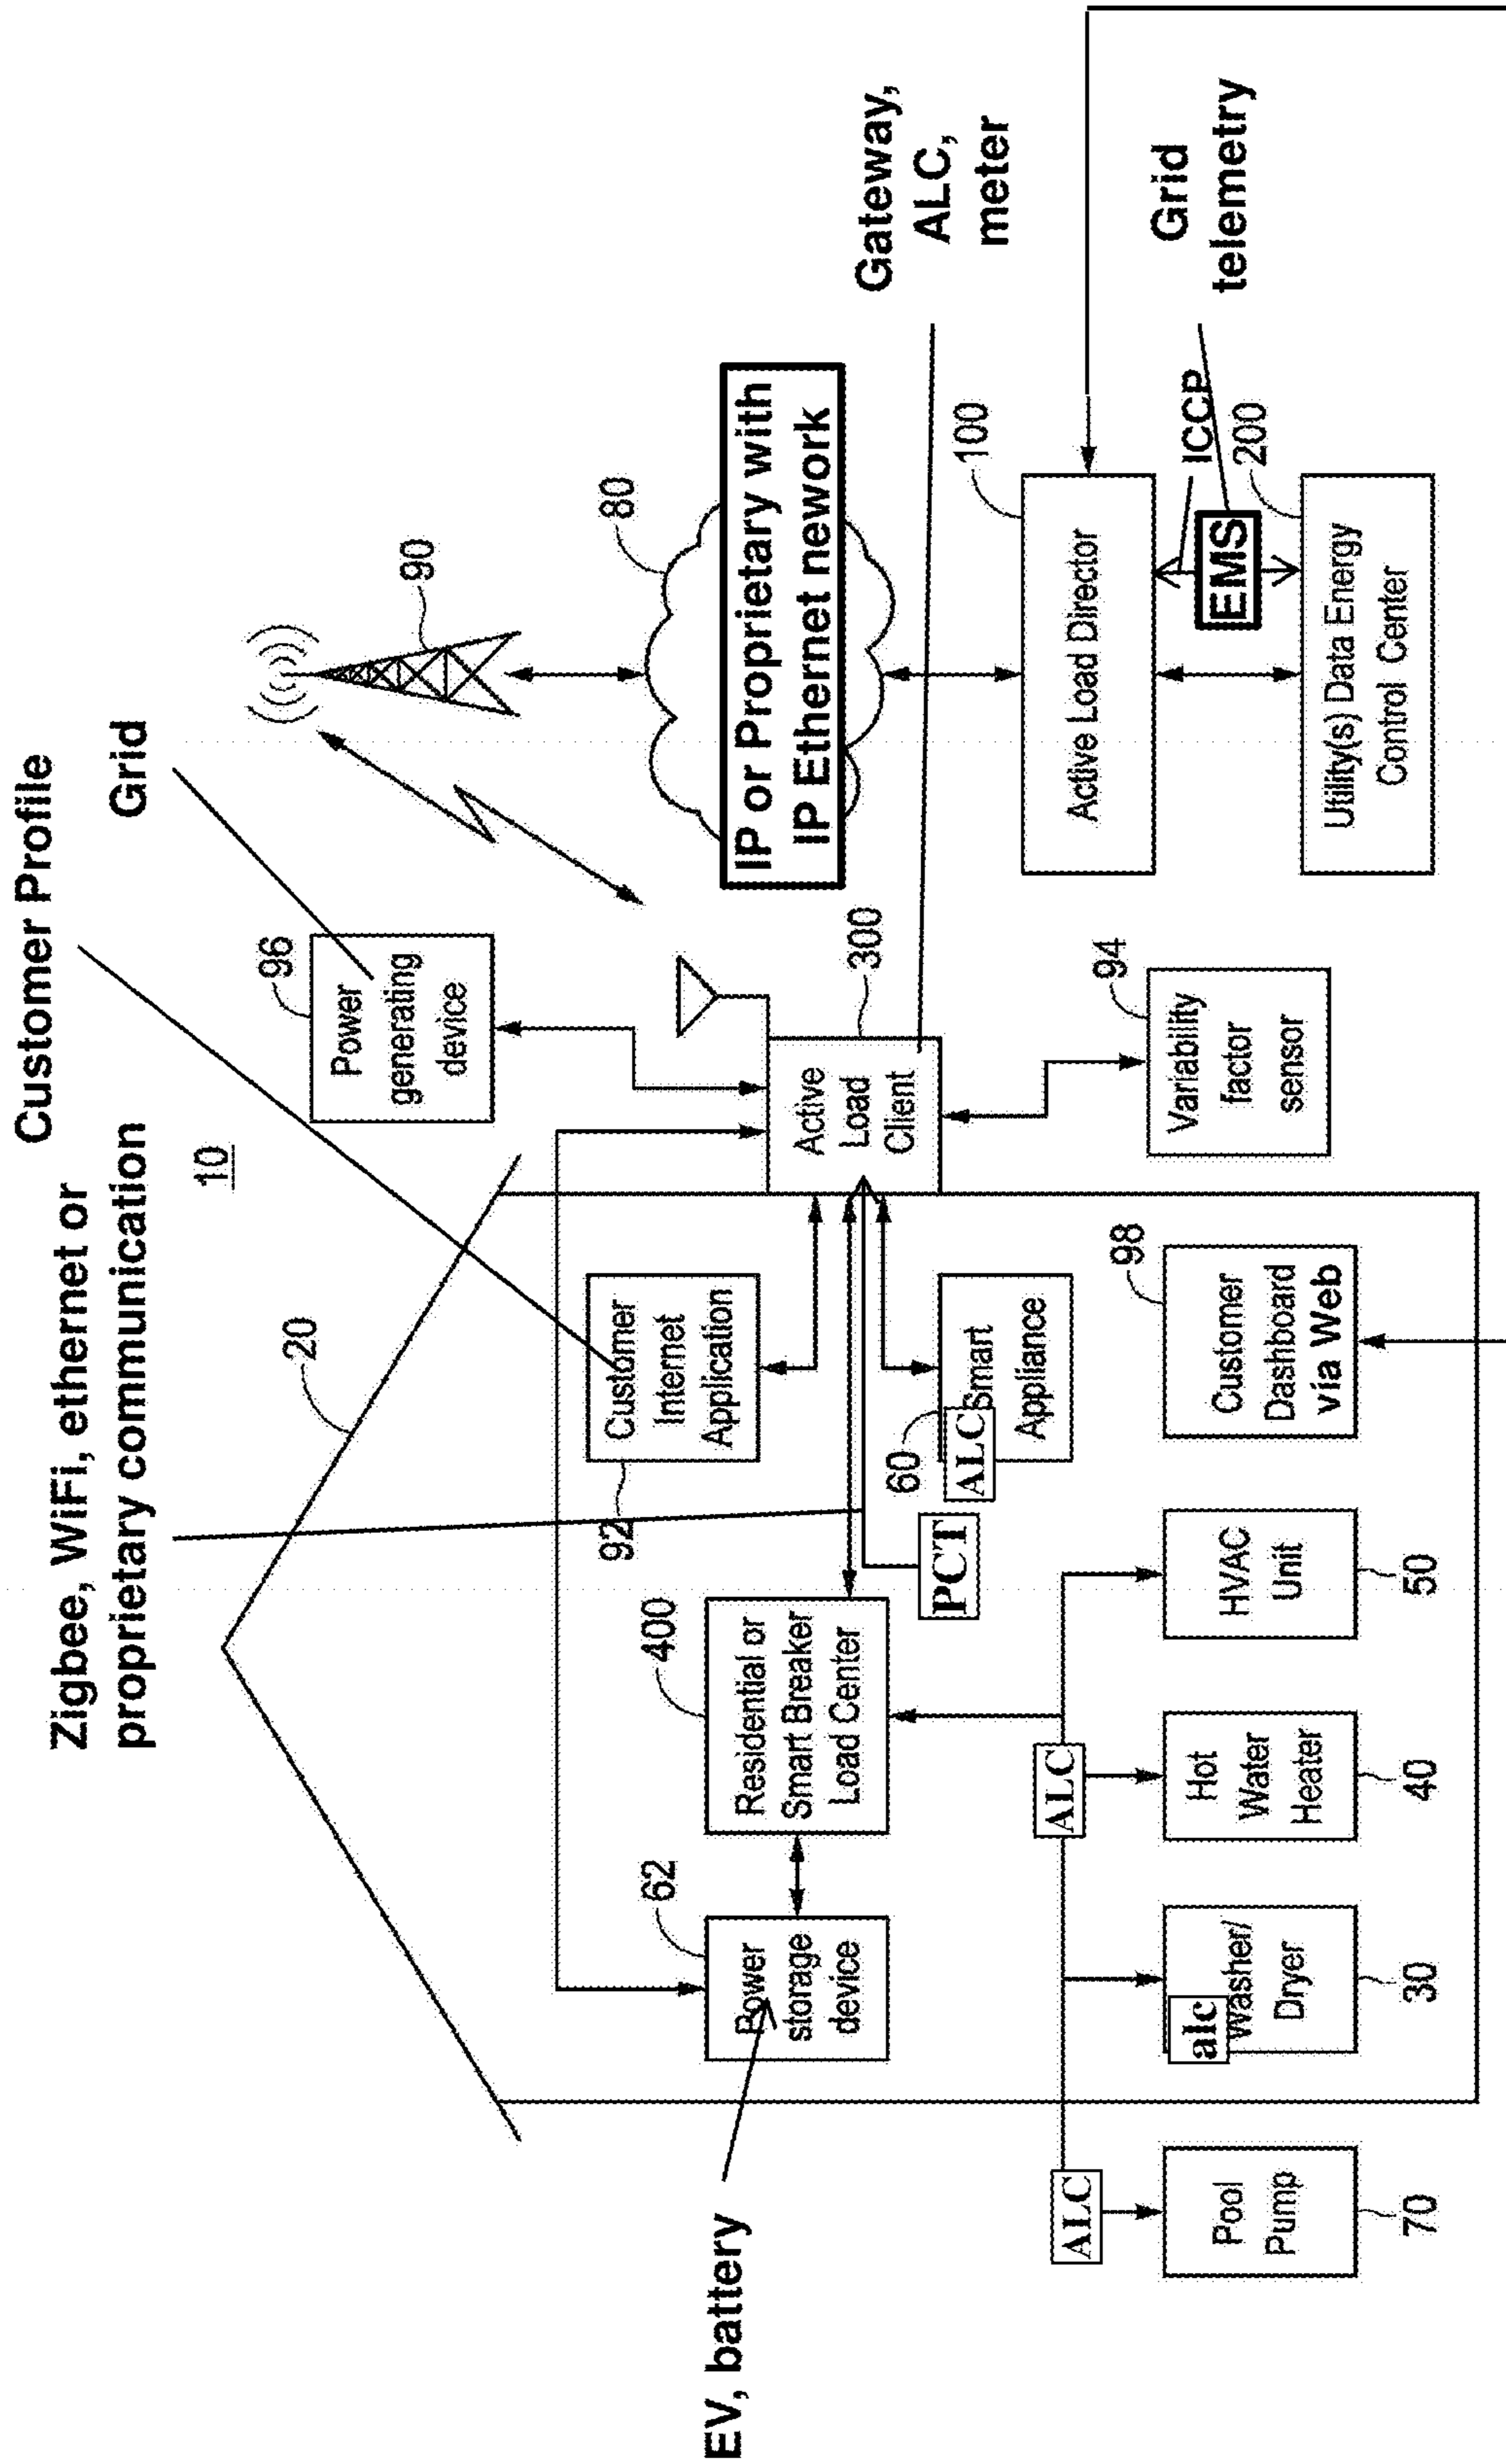 Customer Profile
Grid
Zigbee, WiFi, ethernet or
proprietary communication
10
20
96
Power
generating
device
90
80
IP or Proprietary with
IP Ethernet network
Gateway,
ALC,
meter
300
Active
Load
Client
100
Active Load Director
ICCP
EMS
Grid
telemetry
200
Utility(s) Data Energy
Control Center
94
Variability
factor
sensor
Customer
Internet
Application
92
60
ALC
Smart
Appliance
PCT
98
Customer
Dashboard
via Web
400
Residential or
Smart Breaker
Load Center
62
Power
storage
device
EV, battery
ALC
HVAC
Unit
50
Hot
Water
Heater
40
alc
Washer/
Dryer
30
ALC
Pool
Pump
70